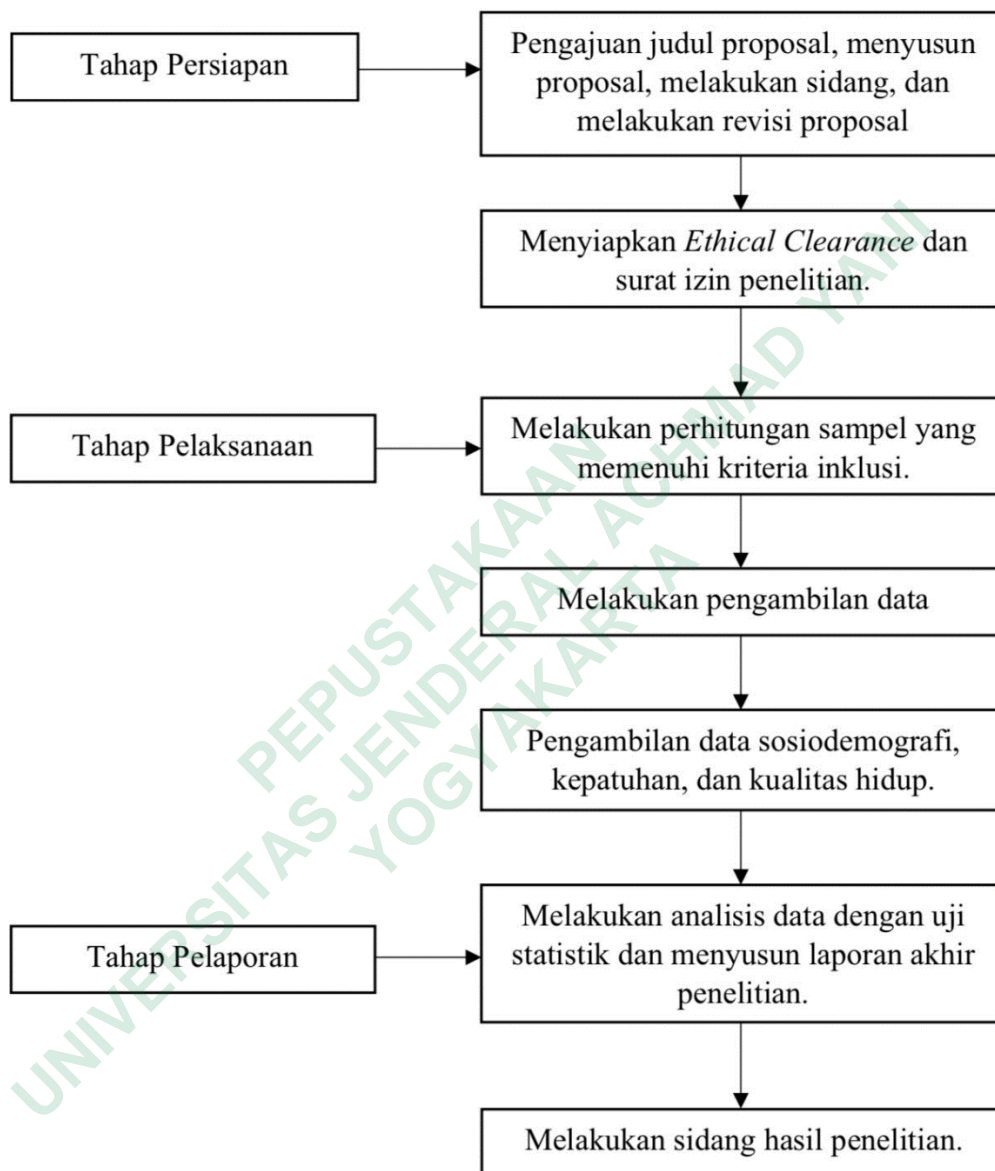 Tahap Persiapan
Pengajuan judul proposal, menyusun
proposal, melakukan sidang, dan
melakukan revisi proposal
Menyiapkan Ethical Clearance dan
surat izin penelitian.
Tahap Pelaksanaan
Melakukan perhitungan sampel yang
memenuhi kriteria inklusi.
Melakukan pengambilan data
Pengambilan data sosiodemografi,
kepatuhan, dan kualitas hidup.
Tahap Pelaporan
Melakukan analisis data dengan uji
statistik dan menyusun laporan akhir
penelitian.
Melakukan sidang hasil penelitian.
PEPUSTAKAAN
UNIVERSITAS JENDERAL ACHMAD YANI
YOGYAKARTA